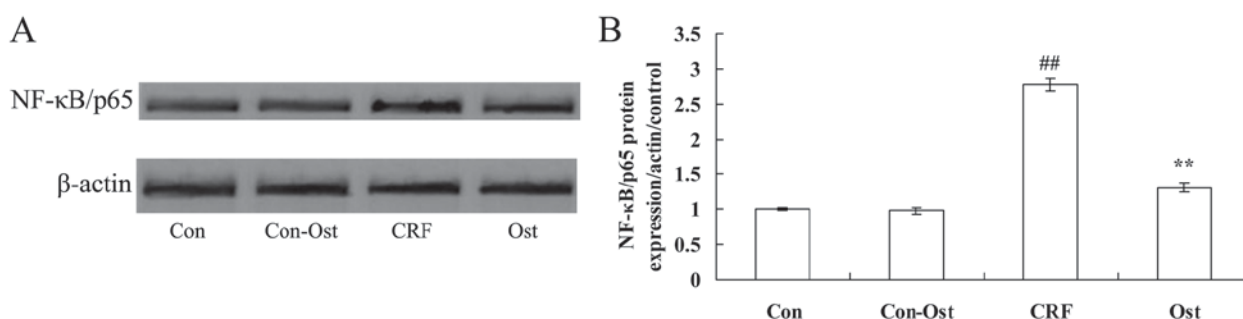 A
NF-κB/p65
β-actin
Con Con-Ost CRF Ost
B
NF-κB/p65 protein
expression/actin/control
3.5
3
2.5
2
1.5
1
0.5
0
##
**
Con Con-Ost CRF Ost